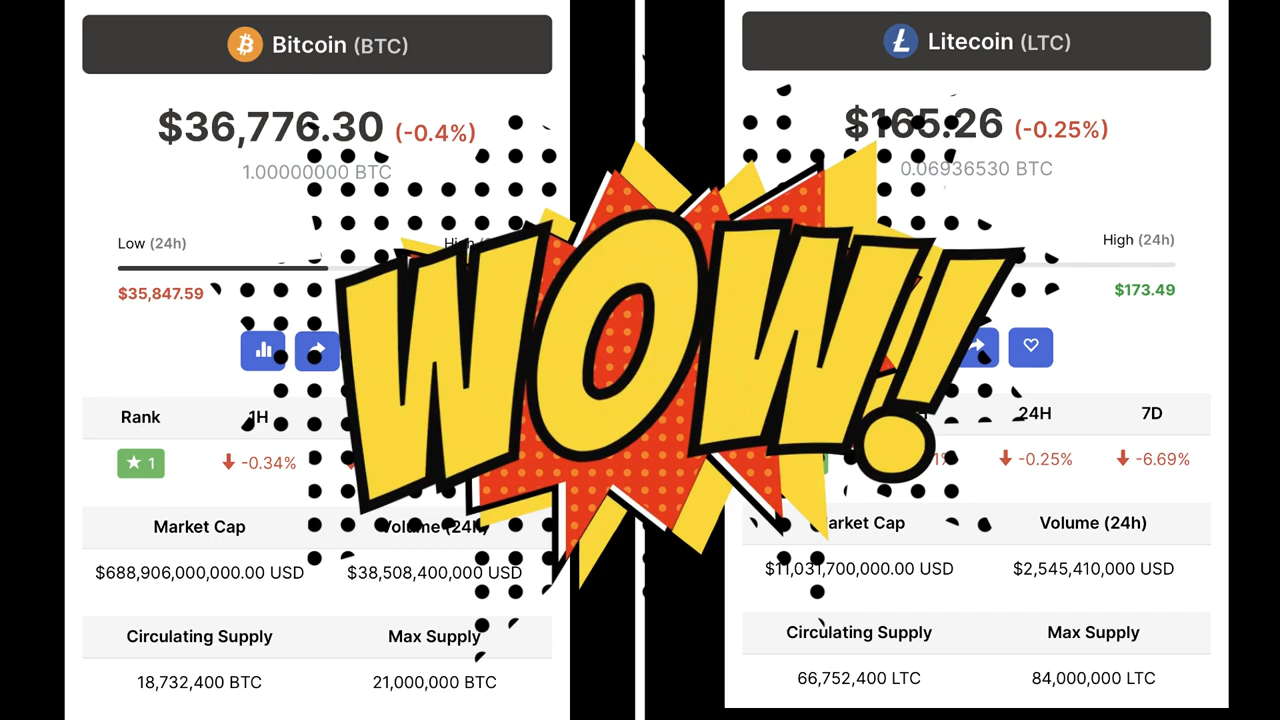 Bitcoin (BTC)
$36,776.30 (-0.4%)
1.00000000 BTC
Low (24h)
$35,847.59
Rank 1H
1 -0.34%
Market Cap Volume (24h)
$688,906,000,000.00 USD $38,508,400,000 USD
Circulating Supply Max Supply
18,732,400 BTC 21,000,000 BTC
WOW!
Litecoin (LTC)
$165.26 (-0.25%)
0.06936530 BTC
High (24h)
$173.49
24H 7D
-0.25% -6.69%
Market Cap Volume (24h)
$11,031,700,000.00 USD $2,545,410,000 USD
Circulating Supply Max Supply
66,752,400 LTC 84,000,000 LTC